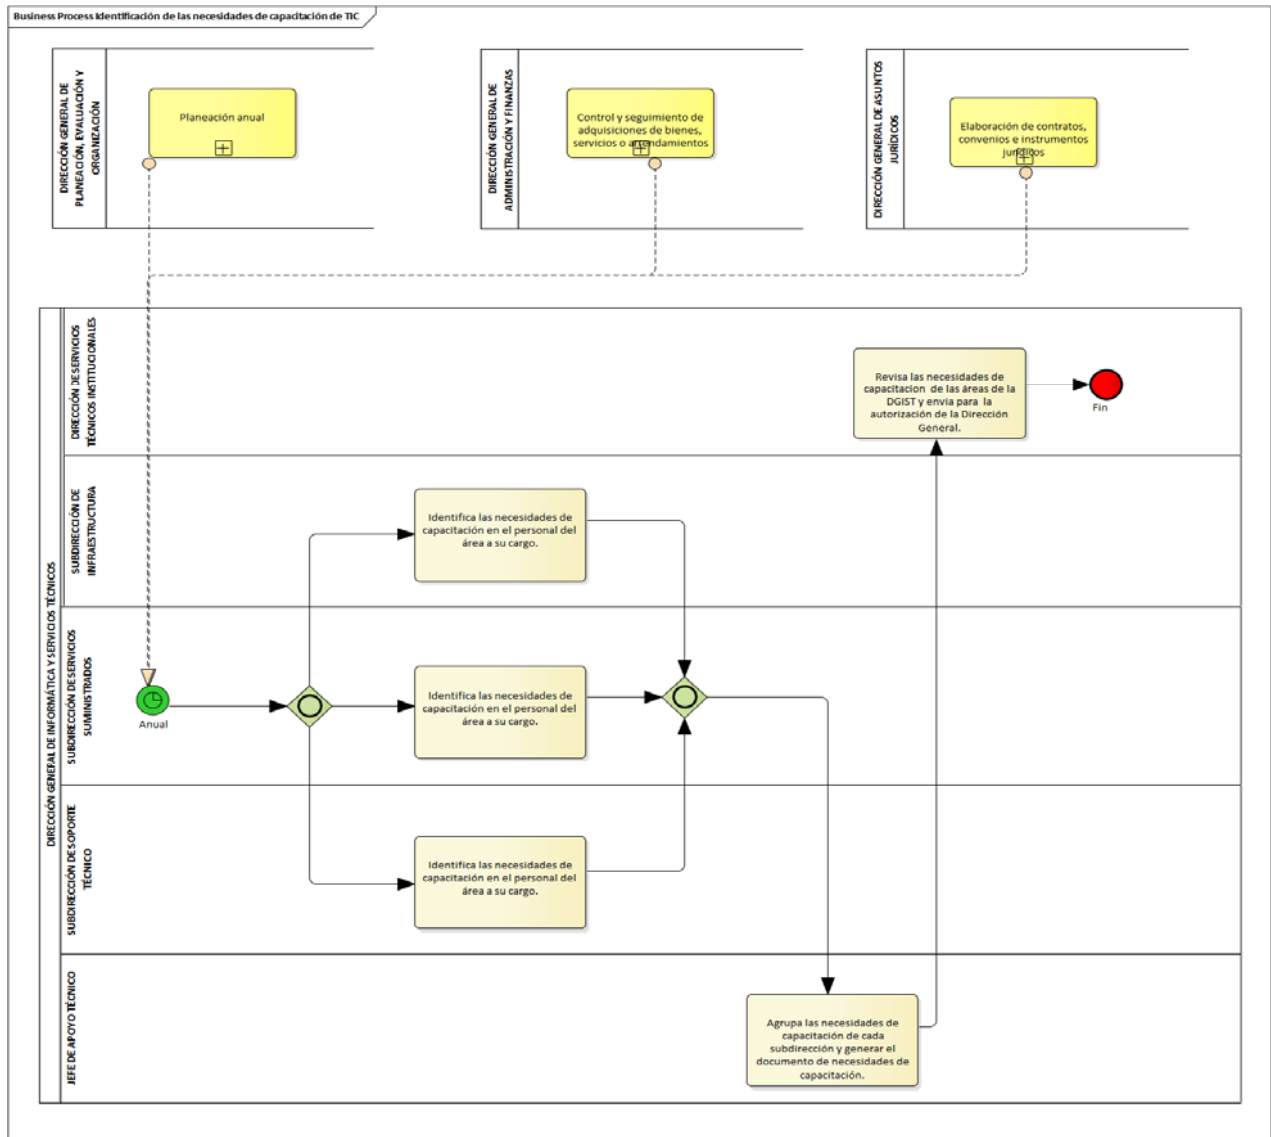 Business Process Identificación de las necesidades de capacitación de TIC
DIRECCIÓN GENERAL DE
PLANEACIÓN, EVALUACIÓN Y
ORGANIZACIÓN
Planeación anual
DIRECCIÓN GENERAL DE
ADMINISTRACIÓN Y FINANZAS
Control y seguimiento de
adquisiciones de bienes,
servicios o arrendamientos
DIRECCIÓN GENERAL DE ASUNTOS
JURÍDICOS
Elaboración de contratos,
convenios e instrumentos
jurídicos
DIRECCIÓN GENERAL DE INFORMÁTICA Y SERVICIOS TÉCNICOS
DIRECCIÓN DE SERVICIOS
TÉCNICOS INSTITUCIONALES
Revisa las necesidades de
capacitacion de las áreas de la
DGIST y envia para la
autorización de la Dirección
General.
Fin
SUBDIRECCIÓN DE
INFRAESTRUCTURA
Identifica las necesidades de
capacitación en el personal del
área a su cargo.
SUBDIRECCIÓN DE SERVICIOS
SUMINISTRADOS
Anual
Identifica las necesidades de
capacitación en el personal del
área a su cargo.
SUBDIRECCIÓN DE SOPORTE
TÉCNICO
Identifica las necesidades de
capacitación en el personal del
área a su cargo.
JEFE DE APOYO TÉCNICO
Agrupa las necesidades de
capacitación de cada
subdirección y generar el
documento de necesidades de
capacitación.